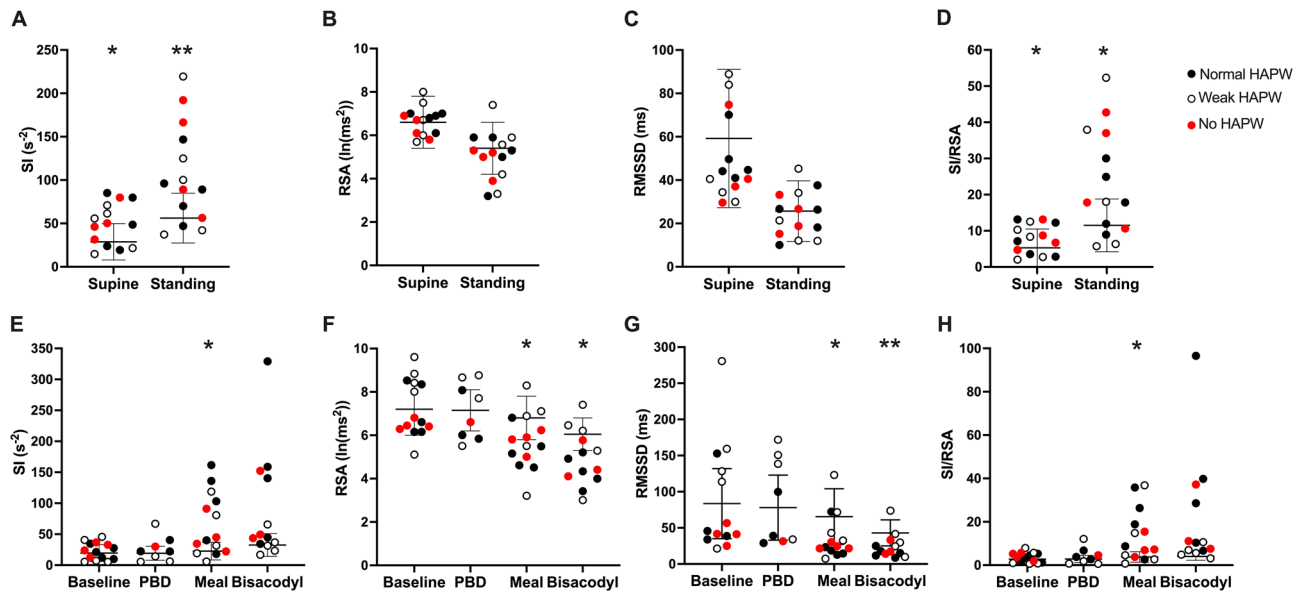 A
SI (s-2)
250
200
150
100
50
0
*
**
Supine
Standing
B
RSA (ln(ms2))
10
8
6
4
2
0
Supine
Standing
C
RMSSD (ms)
100
80
60
40
20
0
Supine
Standing
D
SI/RSA
60
50
40
30
20
10
0
*
*
Supine
Standing
Normal HAPW
Weak HAPW
No HAPW
E
SI (s-2)
350
300
250
200
150
100
50
0
*
Baseline
PBD
Meal
Bisacodyl
F
RSA (ln(ms2))
10
8
6
4
2
0
*
*
Baseline
PBD
Meal
Bisacodyl
G
RMSSD (ms)
300
250
200
150
100
50
0
*
**
Baseline
PBD
Meal
Bisacodyl
H
SI/RSA
100
80
60
40
20
0
*
Baseline
PBD
Meal
Bisacodyl